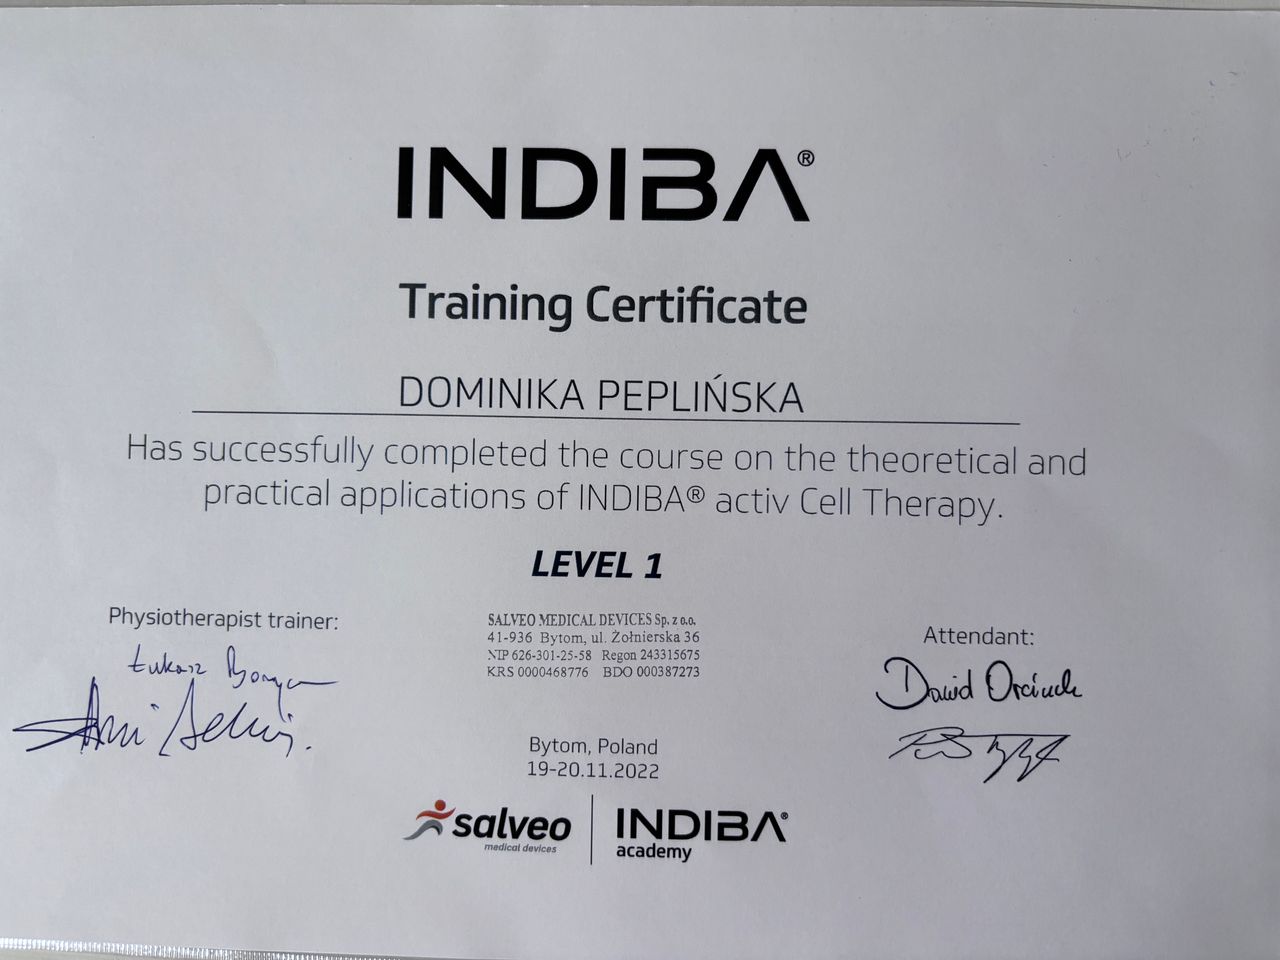 INDIBA®
Training Certificate
DOMINIKA PEPLIŃSKA
Has successfully completed the course on the theoretical and
practical applications of INDIBA® activ Cell Therapy.
LEVEL 1
Physiotherapist trainer:
Łukasz
SALVEO MEDICAL DEVICES Sp. z o.o.
41-936 Bytom, ul. Żołnierska 36
NIP 626-301-25-58 Regon 243315675
KRS 0000468776 BDO 000387273
Attendant:
Dawid
Bytom, Poland
19-20.11.2022
salveo
medical devices
INDIBA®
academy